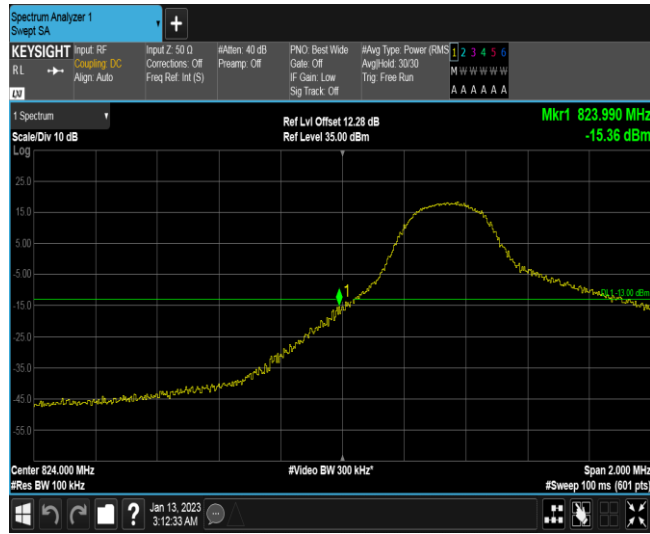 Spectrum Analyzer 1
Swept SA
KEYSIGHT
Input: RF
Coupling: DC
Align: Auto
Input Z: 50 Ω
Corrections: Off
Freq Ref: Int (S)
#Atten: 40 dB
Preamp: Off
PNO: Best Wide
Gate: Off
IF Gain: Low
Sig Track: Off
#Avg Type: Power (RMS
Avg|Hold: 30/30
Trig: Free Run
1 2 3 4 5 6
M W W W W W
A A A A A A
RL
LXI
1 Spectrum
Scale/Div 10 dB
Ref Lvl Offset 12.28 dB
Ref Level 35.00 dBm
Mkr1 823.990 MHz
-15.36 dBm
Log
25.0
15.0
5.00
-5.00
-15.0
-25.0
-35.0
-45.0
-55.0
1
DL1 -13.00 dBm
Center 824.000 MHz
#Res BW 100 kHz
#Video BW 300 kHz*
Span 2.000 MHz
#Sweep 100 ms (601 pts)
?
Jan 13, 2023
3:12:33 AM